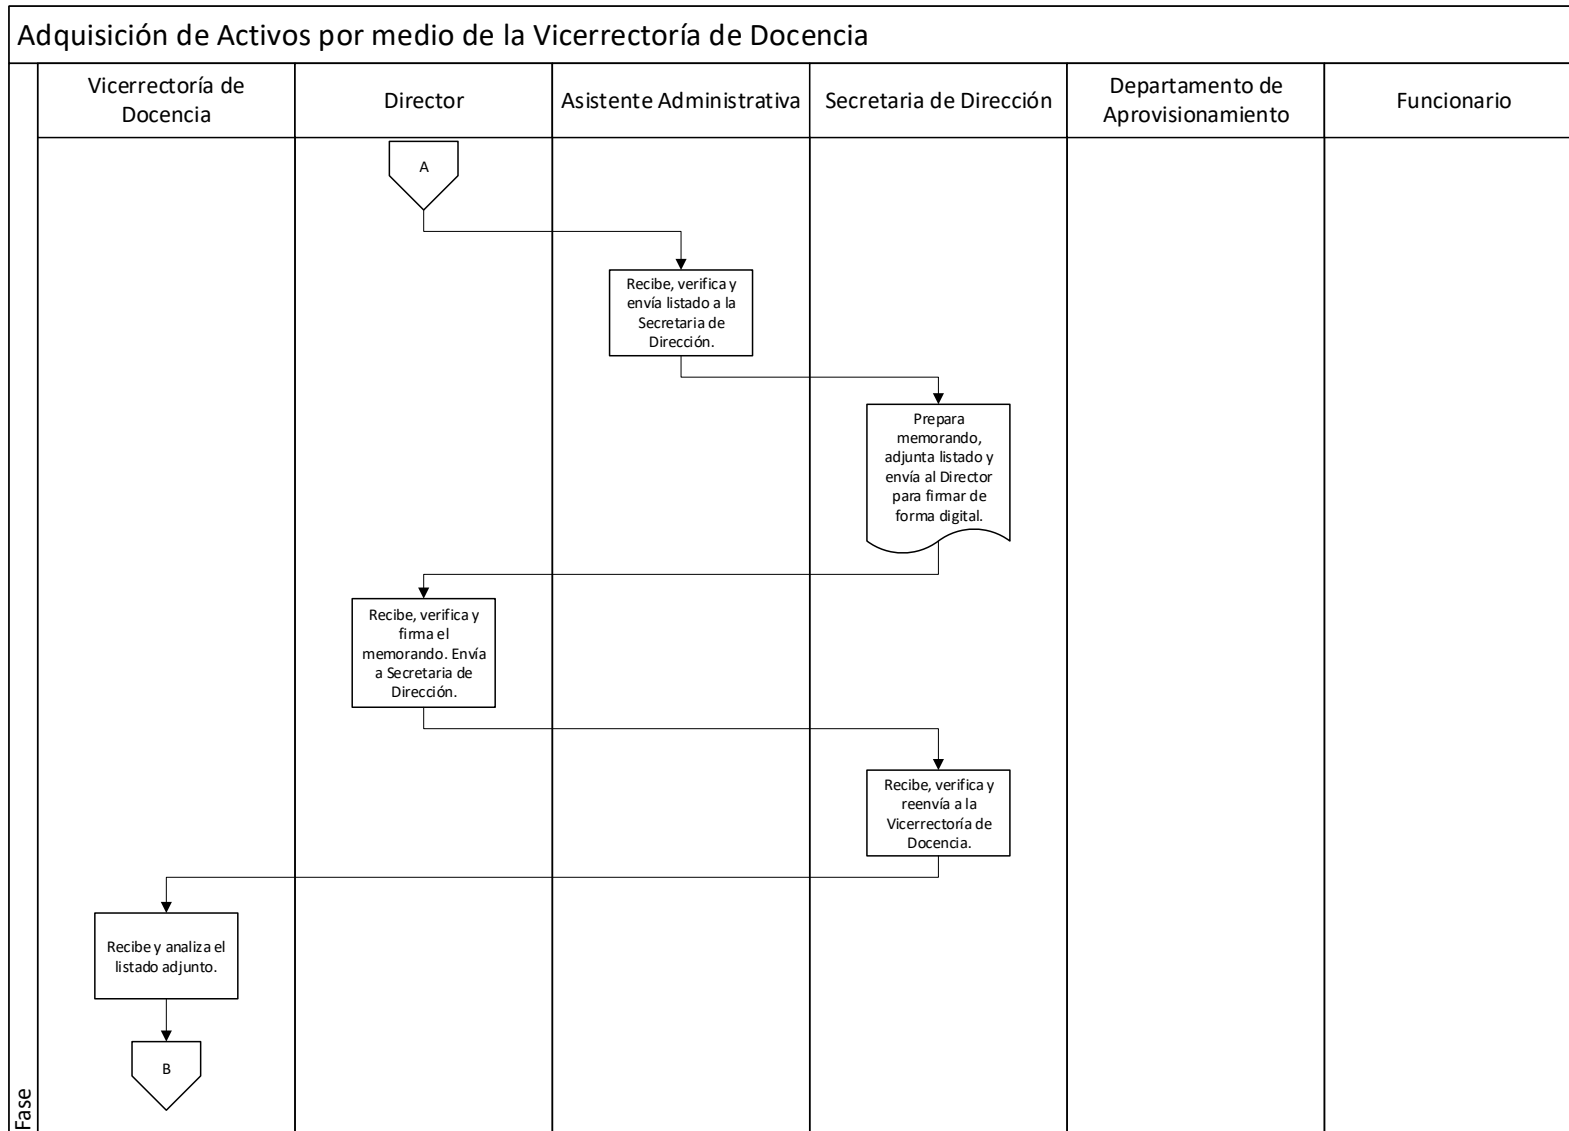 Adquisición de Activos por medio de la Vicerrectoría de Docencia
Vicerrectoría de
Docencia
Director
Asistente Administrativa
Secretaria de Dirección
Departamento de
Aprovisionamiento
Funcionario
A
Recibe, verifica y
envía listado a la
Secretaria de
Dirección.
Prepara
memorando,
adjunta listado y
envía al Director
para firmar de
forma digital.
Recibe, verifica y
firma el
memorando. Envía
a Secretaria de
Dirección.
Recibe, verifica y
reenvía a la
Vicerrectoría de
Docencia.
Recibe y analiza el
listado adjunto.
B
Fase